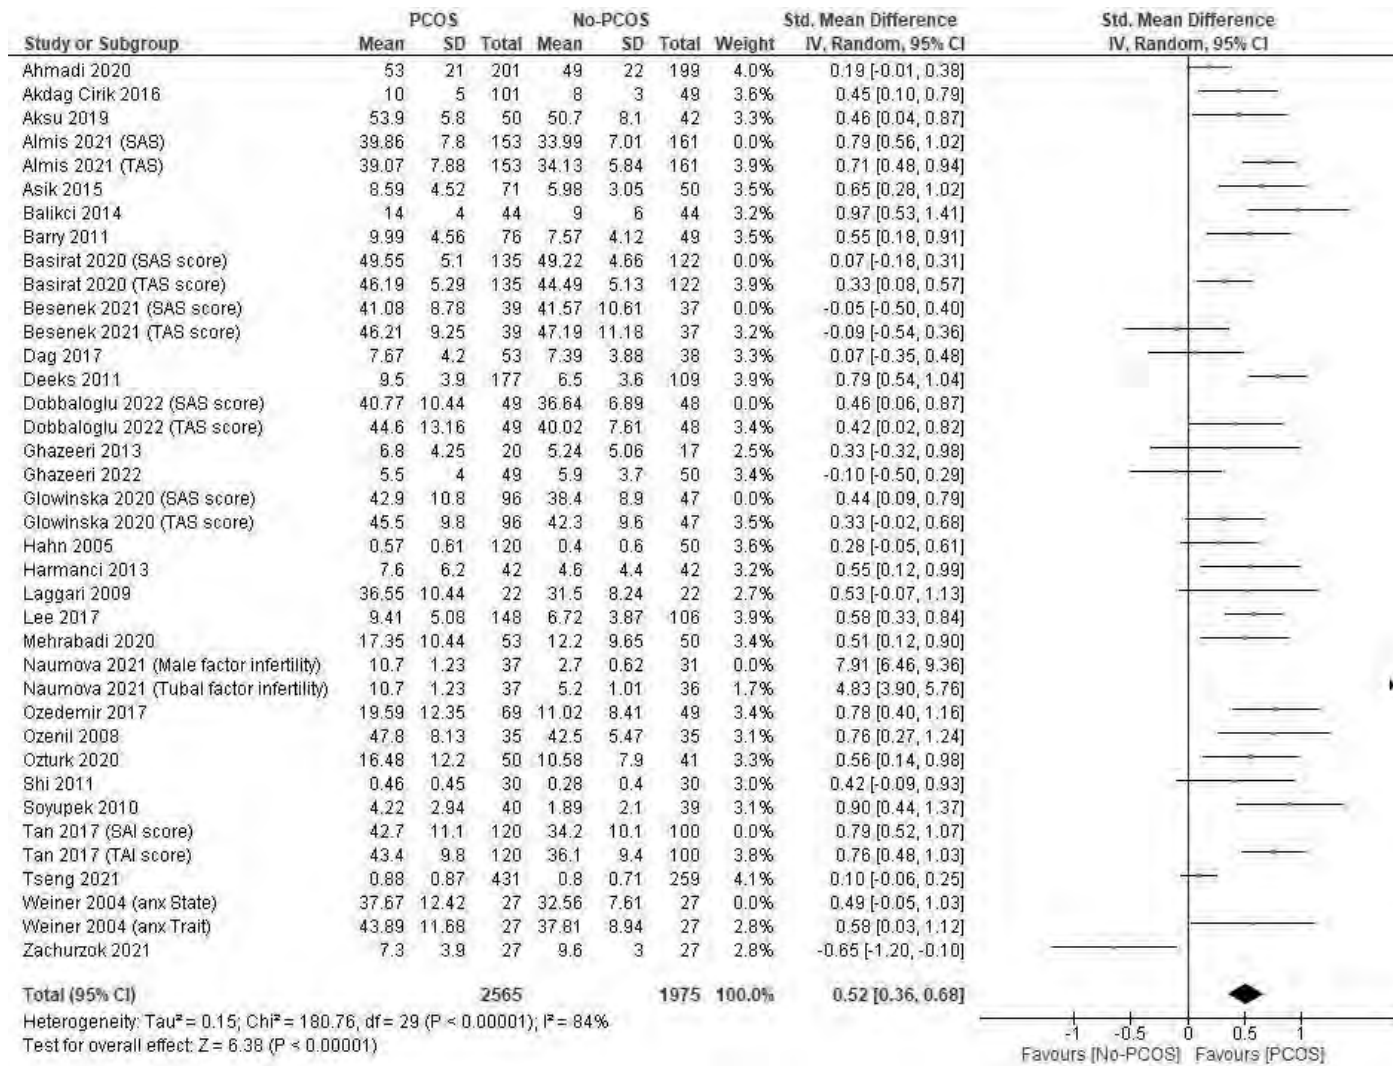 PCOS No-PCOS Std. Mean Difference Std. Mean Difference
Study or Subgroup Mean SD Total Mean SD Total Weight IV, Random, 95% CI IV, Random, 95% CI
Ahmadi 2020 53 21 201 49 22 199 4.0% 0.19 [-0.01, 0.38]
Akdag Cirik 2016 10 5 101 8 3 49 3.6% 0.45 [0.10, 0.79]
Aksu 2019 53.9 5.8 50 50.7 8.1 42 3.3% 0.46 [0.04, 0.87]
Almis 2021 (SAS) 39.86 7.8 153 33.99 7.01 161 0.0% 0.79 [0.56, 1.02]
Almis 2021 (TAS) 39.07 7.88 153 34.13 5.84 161 3.9% 0.71 [0.48, 0.94]
Asik 2015 8.59 4.52 71 5.98 3.05 50 3.5% 0.65 [0.28, 1.02]
Balikci 2014 14 4 44 9 6 44 3.2% 0.97 [0.53, 1.41]
Barry 2011 9.99 4.56 76 7.57 4.12 49 3.5% 0.55 [0.18, 0.91]
Basirat 2020 (SAS score) 49.55 5.1 135 49.22 4.66 122 0.0% 0.07 [-0.18, 0.31]
Basirat 2020 (TAS score) 46.19 5.29 135 44.49 5.13 122 3.9% 0.33 [0.08, 0.57]
Besenek 2021 (SAS score) 41.08 8.78 39 41.57 10.61 37 0.0% -0.05 [-0.50, 0.40]
Besenek 2021 (TAS score) 46.21 9.25 39 47.19 11.18 37 3.2% -0.09 [-0.54, 0.36]
Dag 2017 7.67 4.2 53 7.39 3.88 38 3.3% 0.07 [-0.35, 0.48]
Deeks 2011 9.5 3.9 177 6.5 3.6 109 3.9% 0.79 [0.54, 1.04]
Dobbaloglu 2022 (SAS score) 40.77 10.44 49 36.64 6.89 48 0.0% 0.46 [0.06, 0.87]
Dobbaloglu 2022 (TAS score) 44.6 13.16 49 40.02 7.61 48 3.4% 0.42 [0.02, 0.82]
Ghazeeri 2013 6.8 4.25 20 5.24 5.06 17 2.5% 0.33 [-0.32, 0.98]
Ghazeeri 2022 5.5 4 49 5.9 3.7 50 3.4% -0.10 [-0.50, 0.29]
Glowinska 2020 (SAS score) 42.9 10.8 96 38.4 8.9 47 0.0% 0.44 [0.09, 0.79]
Glowinska 2020 (TAS score) 45.5 9.8 96 42.3 9.6 47 3.6% 0.33 [-0.02, 0.68]
Hahn 2005 0.57 0.61 120 0.4 0.6 50 3.6% 0.28 [-0.05, 0.61]
Harmanci 2013 7.6 6.2 42 4.6 4.4 42 3.2% 0.55 [0.12, 0.99]
Laggari 2009 36.55 10.44 22 31.5 8.24 22 2.7% 0.53 [-0.07, 1.13]
Lee 2017 9.41 5.08 148 6.72 3.87 106 3.9% 0.58 [0.33, 0.84]
Mehrabadi 2020 17.35 10.44 53 12.2 9.65 50 3.4% 0.51 [0.12, 0.90]
Naumova 2021 (Male factor infertility) 10.7 1.23 37 2.7 0.62 31 0.0% 7.91 [6.46, 9.36]
Naumova 2021 (Tubal factor infertility) 10.7 1.23 37 5.2 1.01 36 1.7% 4.83 [3.90, 5.76]
Ozedemir 2017 19.59 12.35 69 11.02 8.41 49 3.4% 0.78 [0.40, 1.16]
Ozenil 2008 47.8 8.13 35 42.5 5.47 35 3.1% 0.76 [0.27, 1.24]
Ozturk 2020 16.48 12.2 50 10.58 7.9 41 3.3% 0.56 [0.14, 0.98]
Shi 2011 0.46 0.45 30 0.28 0.4 30 3.0% 0.42 [-0.09, 0.93]
Soyupek 2010 4.22 2.94 40 1.89 2.1 39 3.1% 0.90 [0.44, 1.37]
Tan 2017 (SAI score) 42.7 11.1 120 34.2 10.1 100 0.0% 0.79 [0.52, 1.07]
Tan 2017 (TAI score) 43.4 9.8 120 36.1 9.4 100 3.8% 0.76 [0.48, 1.03]
Tseng 2021 0.88 0.87 431 0.8 0.71 259 4.1% 0.10 [-0.06, 0.25]
Weiner 2004 (anx State) 37.67 12.42 27 32.56 7.61 27 0.0% 0.49 [-0.05, 1.03]
Weiner 2004 (anx Trait) 43.89 11.68 27 37.81 8.94 27 2.8% 0.58 [0.03, 1.12]
Zachurzok 2021 7.3 3.9 27 9.6 3 27 2.8% -0.65 [-1.20, -0.10]
Total (95% CI) 2565 1975 100.0% 0.52 [0.36, 0.68]
Heterogeneity: Tau² = 0.15; Chi² = 180.76, df = 29 (P < 0.00001); I² = 84%
Test for overall effect: Z = 6.38 (P < 0.00001)
-1 -0.5 0 0.5 1
Favours [No-PCOS] Favours [PCOS]